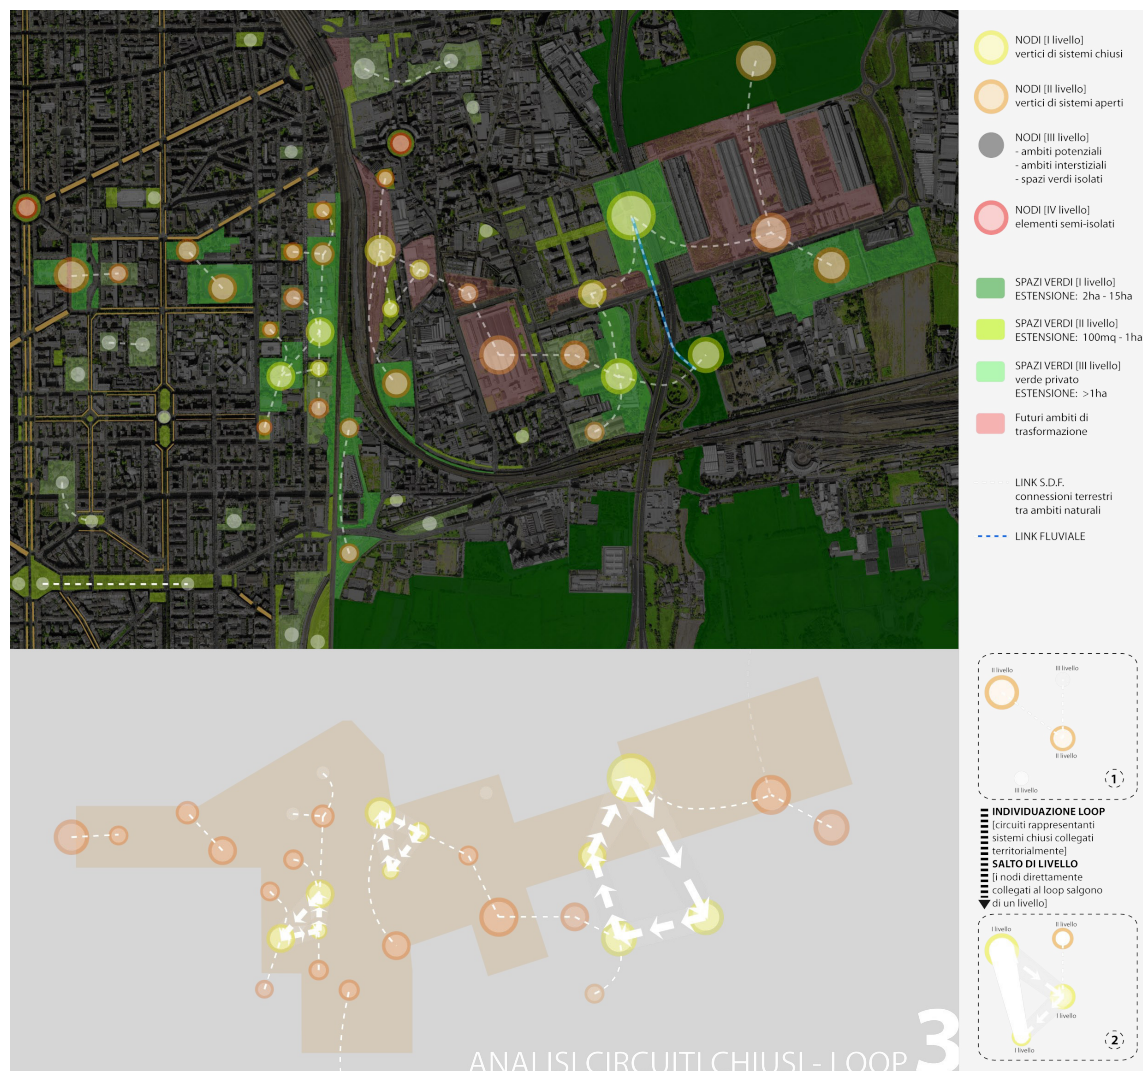 NODI [I livello]
vertici di sistemi chiusi
NODI [II livello]
vertici di sistemi aperti
NODI [III livello]
- ambiti potenziali
- ambiti interstiziali
- spazi verdi isolati
NODI [IV livello]
elementi semi-isolati
SPAZI VERDI [I livello]
ESTENSIONE: 2ha - 15ha
SPAZI VERDI [II livello]
ESTENSIONE: 100mq - 1ha
SPAZI VERDI [III livello]
verde privato
ESTENSIONE: >1ha
Futuri ambiti di
trasformazione
LINK S.D.F.
connessioni terrestri
tra ambiti naturali
LINK FLUVIALE
II livello
III livello
II livello
III livello
1
INDIVIDUAZIONE LOOP
[circuiti rappresentanti
sistemi chiusi collegati
territorialmente]
SALTO DI LIVELLO
[i nodi direttamente
collegati al loop salgono
di un livello]
I livello
II livello
I livello
I livello
2
ANALISI CIRCUITI CHIUSI - LOOP 3